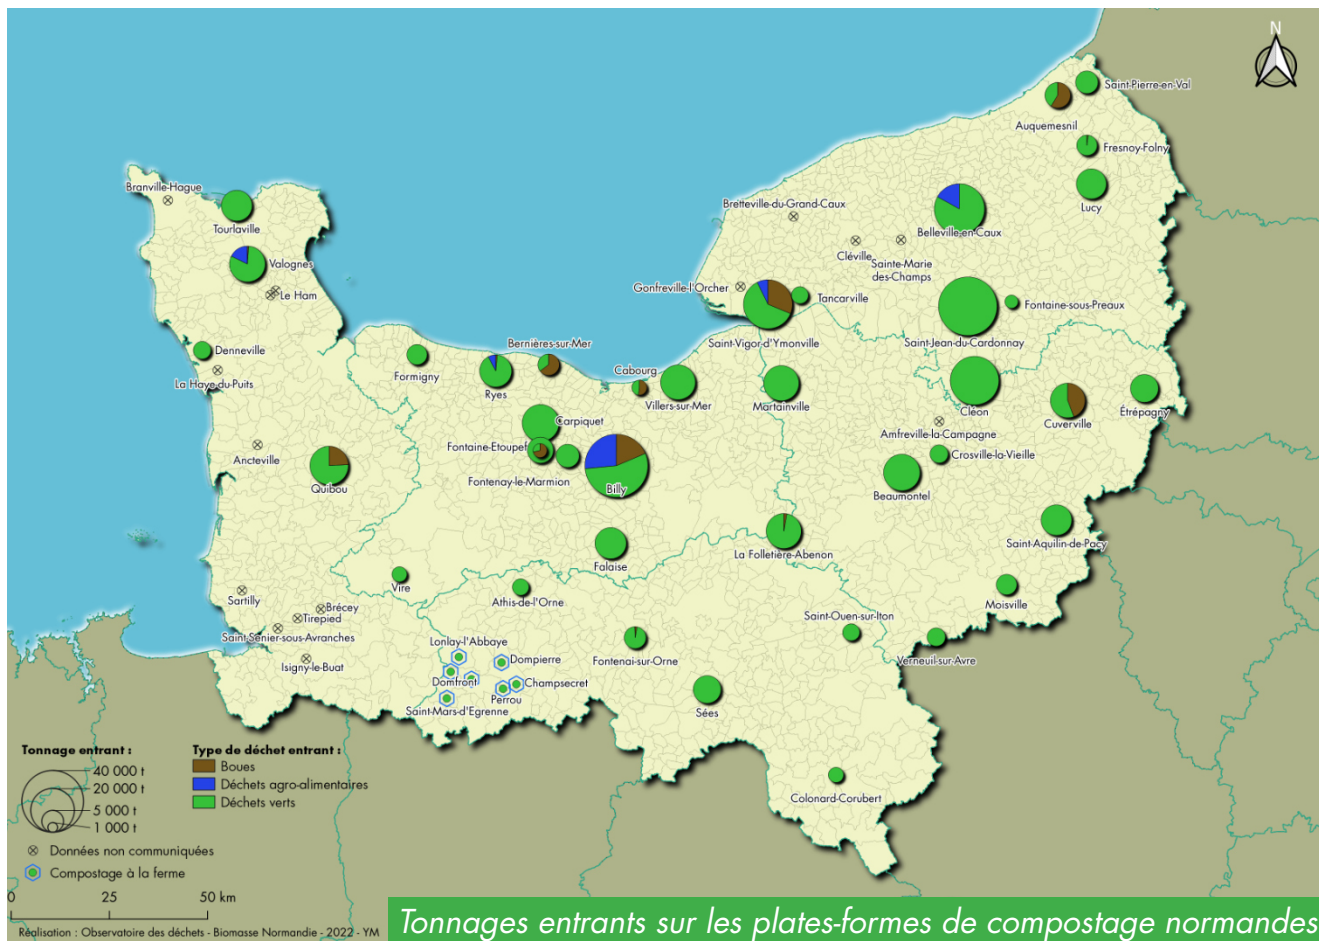 N
Saint-Pierre-en-Val
Auquemesnil
Fresnoy-Folny
Lucy
Branville-Hague
Tourlaville
Bretteville-du-Grand-Caux
Belleville-en-Caux
Cléville
Sainte-Marie
des-Champs
Valognes
Le Ham
Gonfreville-l'Orcher
Tancarville
Fontaine-sous-Preaux
Saint-Vigor-d'Ymonville
Saint-Jean-du-Cardonnay
Denneville
Bernières-sur-Mer
Formigny
La Haye-du-Puits
Cabourg
Ryes
Villers-sur-Mer
Martainville
Cléon
Cuverville
Étrépagny
Carpiquet
Amfreville-la-Campagne
Fontaine-Etoupef
Ancteville
Crosville-la-Vieille
Fontenay-le-Marmion
Quibou
Billy
Beaumontel
Saint-Aquilin-de-Pacy
La Folletière-Abenon
Falaise
Vire
Sartilly
Athis-de-l'Orne
Moisville
Brécey
Tirepied
Saint-Ouen-sur-Iton
Saint-Senier-sous-Avranches
Lonlay-l'Abbaye
Dompierre
Fontenai-sur-Orne
Verneuil-sur-Avre
Isigny-le-Buat
Domfront
Champsecret
Perrou
Saint-Mars-d'Egrenne
Sées
Colonard-Corubert
Tonnage entrant :
40 000 t
20 000 t
5 000 t
1 000 t
Type de déchet entrant :
Boues
Déchets agro-alimentaires
Déchets verts
Données non communiquées
Compostage à la ferme
0 25 50 km
Réalisation : Observatoire des déchets - Biomasse Normandie - 2022 - YM
Tonnages entrants sur les plates-formes de compostage normandes